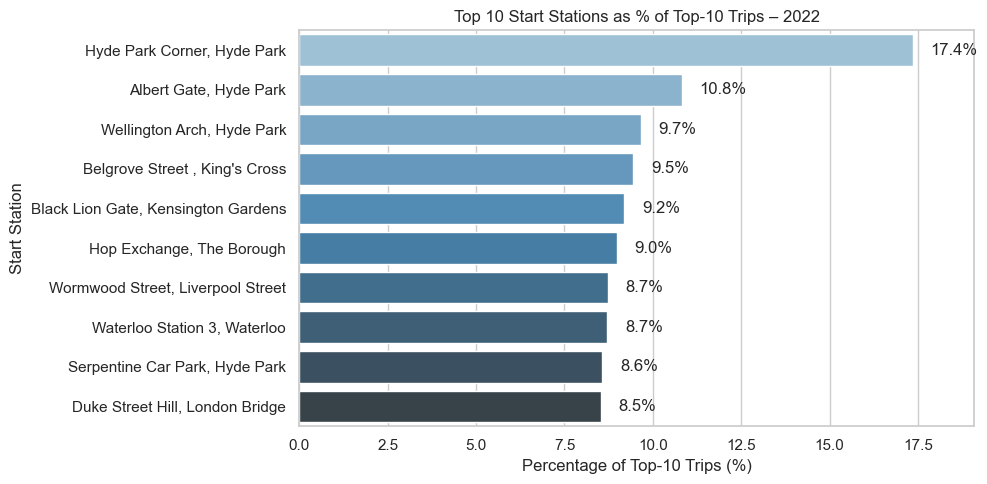 Top 10 Start Stations as % of Top-10 Trips – 2022
Start Station
Hyde Park Corner, Hyde Park 17.4%
Albert Gate, Hyde Park 10.8%
Wellington Arch, Hyde Park 9.7%
Belgrove Street , King's Cross 9.5%
Black Lion Gate, Kensington Gardens 9.2%
Hop Exchange, The Borough 9.0%
Wormwood Street, Liverpool Street 8.7%
Waterloo Station 3, Waterloo 8.7%
Serpentine Car Park, Hyde Park 8.6%
Duke Street Hill, London Bridge 8.5%
0.0 2.5 5.0 7.5 10.0 12.5 15.0 17.5
Percentage of Top-10 Trips (%)